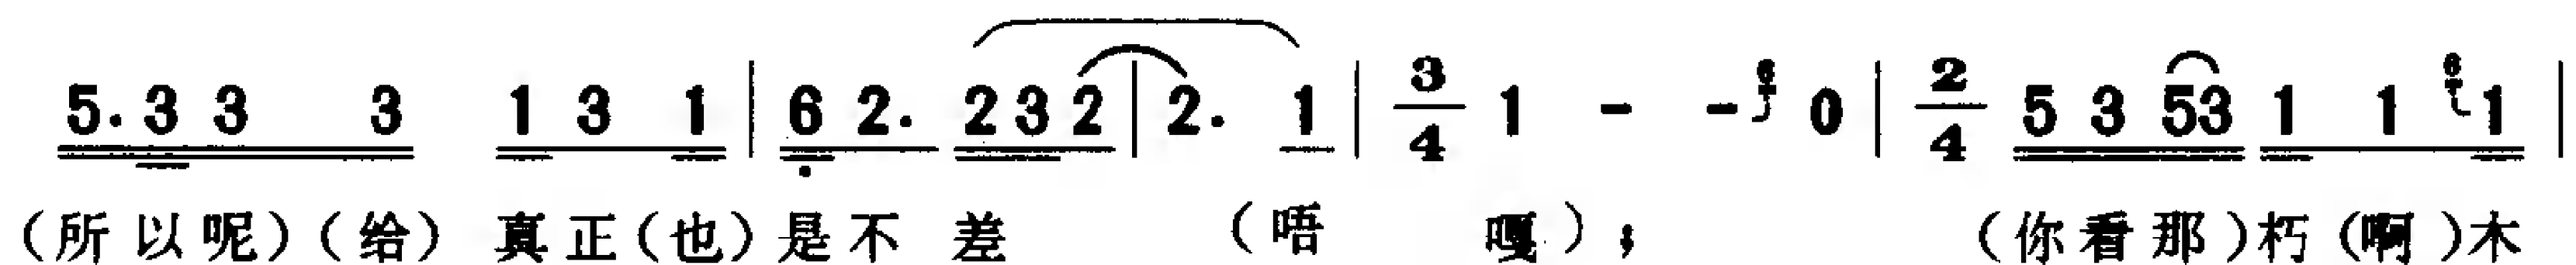 5. 3 3 3 1 3 1 | 6 2. 2 3 2 | 2. 1 | 3/4 1 - - 6 0 | 2/4 5 3 53 1 1 6 1 |
（所以呢）（给） 真正（也）是不差 （唔 嘎）； （你看那）朽（啊）木